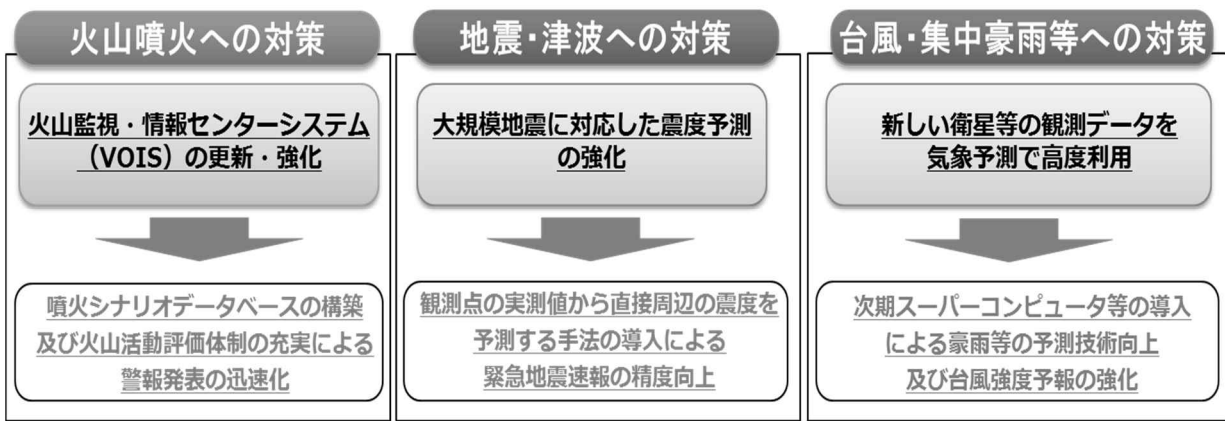 火山噴火への対策
火山監視・情報センターシステム
（VOIS）の更新・強化
噴火シナリオデータベースの構築
及び火山活動評価体制の充実による
警報発表の迅速化
地震・津波への対策
大規模地震に対応した震度予測
の強化
観測点の実測値から直接周辺の震度を
予測する手法の導入による
緊急地震速報の精度向上
台風・集中豪雨等への対策
新しい衛星等の観測データを
気象予測で高度利用
次期スーパーコンピュータ等の導入
による豪雨等の予測技術向上
及び台風強度予報の強化